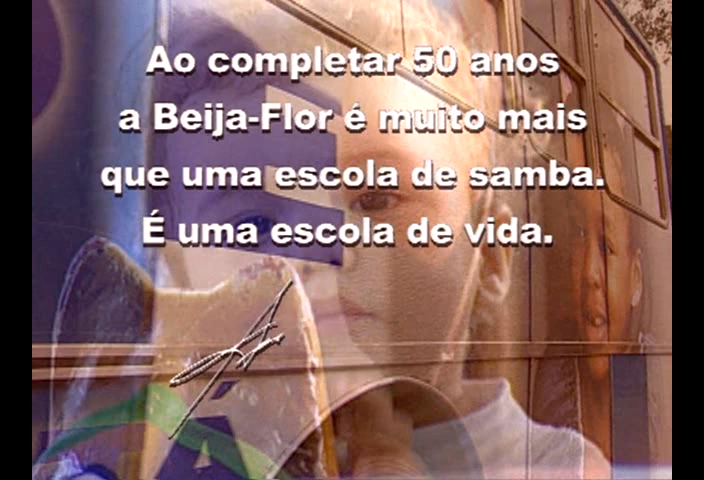 Ao completar 50 anos
a Beija-Flor é muito mais
que uma escola de samba.
É uma escola de vida.